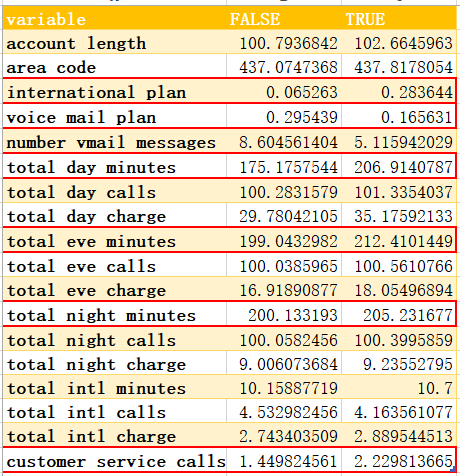 variable FALSE TRUE
account length 100.7936842 102.6645963
area code 437.0747368 437.8178054
international plan 0.065263 0.283644
voice mail plan 0.295439 0.165631
number vmail messages 8.604561404 5.115942029
total day minutes 175.1757544 206.9140787
total day calls 100.2831579 101.3354037
total day charge 29.78042105 35.17592133
total eve minutes 199.0432982 212.4101449
total eve calls 100.0385965 100.5610766
total eve charge 16.91890877 18.05496894
total night minutes 200.133193 205.231677
total night calls 100.0582456 100.3995859
total night charge 9.006073684 9.23552795
total intl minutes 10.15887719 10.7
total intl calls 4.532982456 4.163561077
total intl charge 2.743403509 2.889544513
customer service calls 1.449824561 2.229813665